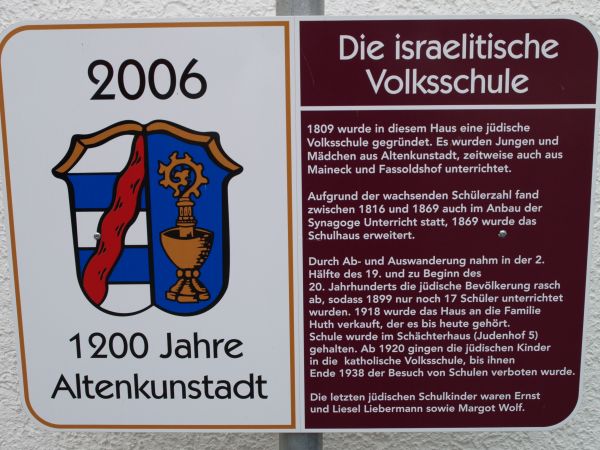 2006
1200 Jahre
Altenkunstadt
Die israelitische
Volksschule
1809 wurde in diesem Haus eine jüdische
Volksschule gegründet. Es wurden Jungen und
Mädchen aus Altenkunstadt, zeitweise auch aus
Maineck und Fassoldshof unterrichtet.
Aufgrund der wachsenden Schülerzahl fand
zwischen 1816 und 1869 auch im Anbau der
Synagoge Unterricht statt, 1869 wurde das
Schulhaus erweitert.
Durch Ab- und Auswanderung nahm in der 2.
Hälfte des 19. und zu Beginn des
20. Jahrhunderts die jüdische Bevölkerung rasch
ab, sodass 1899 nur noch 17 Schüler unterrichtet
wurden. 1918 wurde das Haus an die Familie
Huth verkauft, der es bis heute gehört.
Schule wurde im Schächterhaus (Judenhof 5)
gehalten. Ab 1920 gingen die jüdischen Kinder
in die katholische Volksschule, bis ihnen
Ende 1938 der Besuch von Schulen verboten wurde.
Die letzten jüdischen Schulkinder waren Ernst
und Liesel Liebermann sowie Margot Wolf.